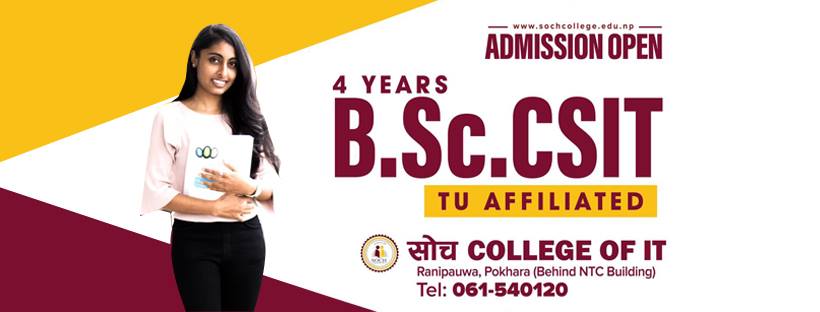 www.sochcollege.edu.np
ADMISSION OPEN
4 YEARS
B.Sc.CSIT
TU AFFILIATED
SOCH
सोच COLLEGE OF IT
Ranipauwa, Pokhara (Behind NTC Building)
Tel: 061-540120